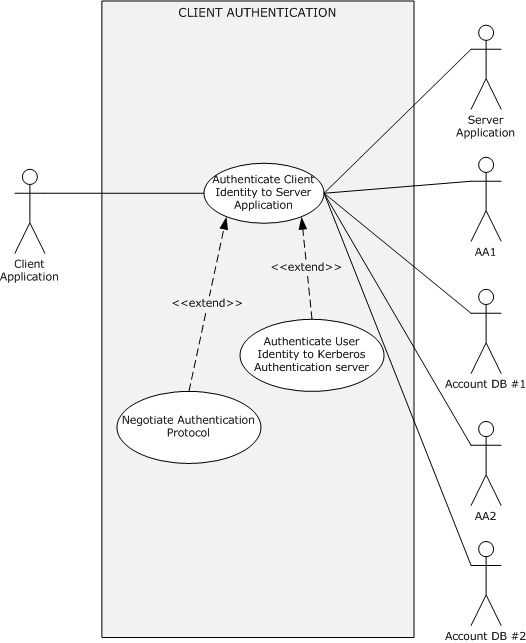 CLIENT AUTHENTICATION
Server
Application
Authenticate Client
Identity to Server
Application
AA1
Client
Application
<<extend>>
<<extend>>
Authenticate User
Identity to Kerberos
Authentication server
Account DB #1
Negotiate Authentication
Protocol
AA2
Account DB #2